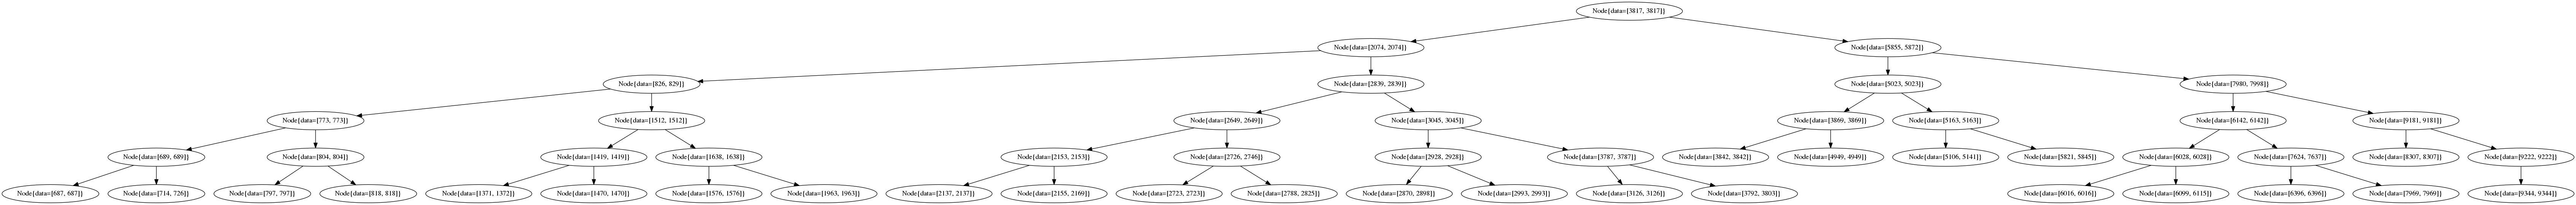 Node{data=[3817, 3817]}
Node{data=[2074, 2074]}
Node{data=[5855, 5872]}
Node{data=[826, 829]}
Node{data=[2839, 2839]}
Node{data=[5023, 5023]}
Node{data=[7980, 7998]}
Node{data=[773, 773]}
Node{data=[1512, 1512]}
Node{data=[2649, 2649]}
Node{data=[3045, 3045]}
Node{data=[3869, 3869]}
Node{data=[5163, 5163]}
Node{data=[6142, 6142]}
Node{data=[9181, 9181]}
Node{data=[689, 689]}
Node{data=[804, 804]}
Node{data=[1419, 1419]}
Node{data=[1638, 1638]}
Node{data=[2153, 2153]}
Node{data=[2726, 2746]}
Node{data=[2928, 2928]}
Node{data=[3787, 3787]}
Node{data=[3842, 3842]}
Node{data=[4949, 4949]}
Node{data=[5106, 5141]}
Node{data=[5821, 5845]}
Node{data=[6028, 6028]}
Node{data=[7624, 7637]}
Node{data=[8307, 8307]}
Node{data=[9222, 9222]}
Node{data=[687, 687]}
Node{data=[714, 726]}
Node{data=[797, 797]}
Node{data=[818, 818]}
Node{data=[1371, 1372]}
Node{data=[1470, 1470]}
Node{data=[1576, 1576]}
Node{data=[1963, 1963]}
Node{data=[2137, 2137]}
Node{data=[2155, 2169]}
Node{data=[2723, 2723]}
Node{data=[2788, 2825]}
Node{data=[2870, 2898]}
Node{data=[2993, 2993]}
Node{data=[3126, 3126]}
Node{data=[3792, 3803]}
Node{data=[6016, 6016]}
Node{data=[6099, 6115]}
Node{data=[6396, 6396]}
Node{data=[7969, 7969]}
Node{data=[9344, 9344]}